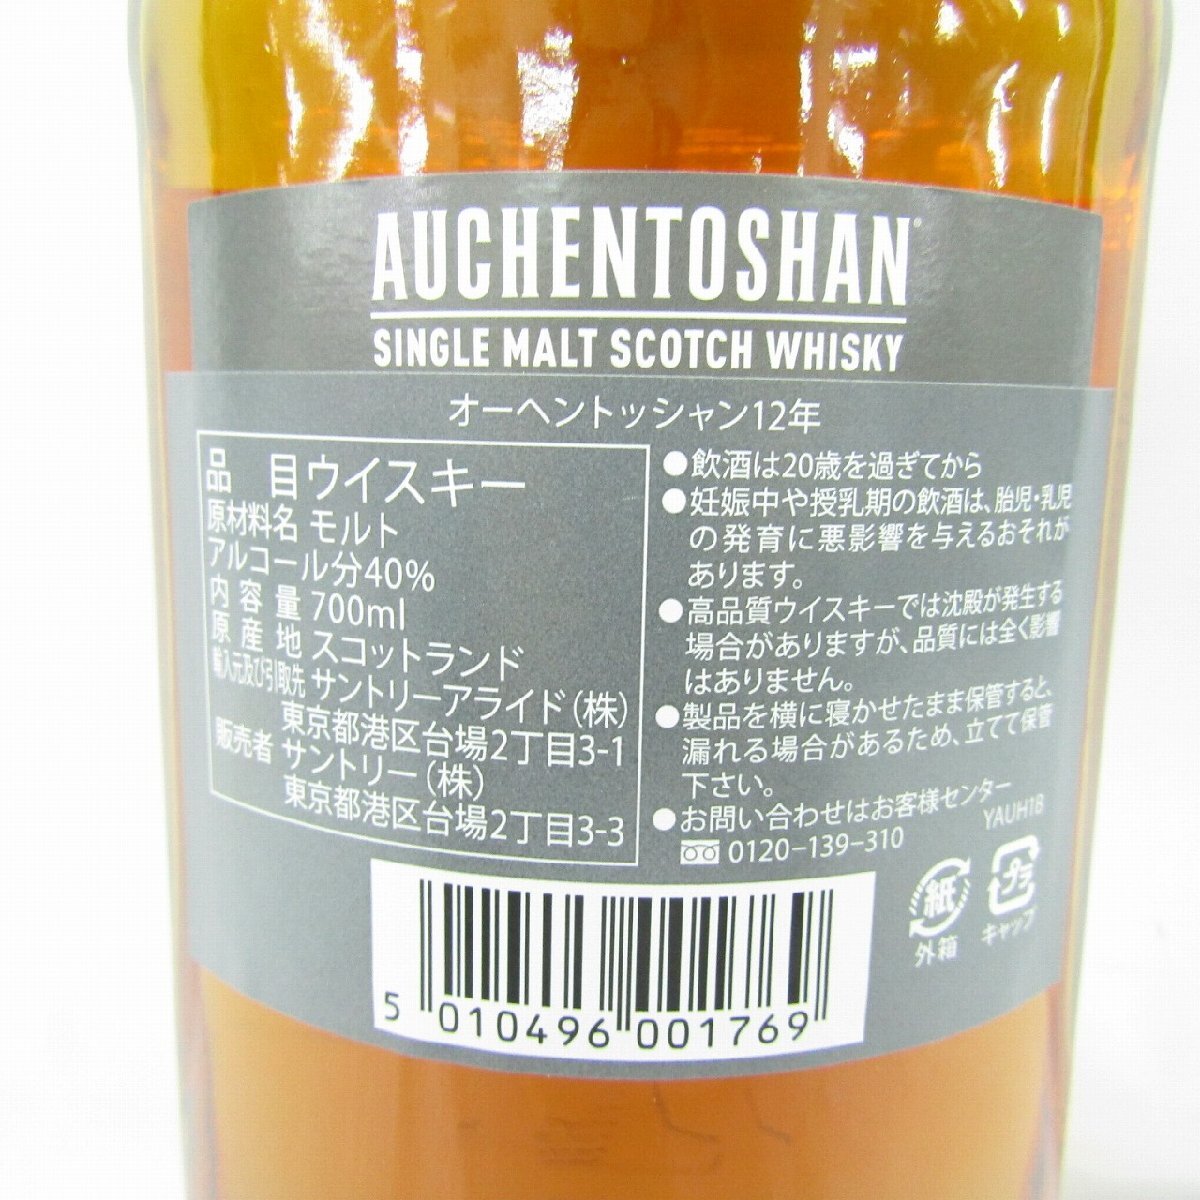 AUCHENTOSHAN
SINGLE MALT SCOTCH WHISKY
オーヘントッシャン12年
品 目 ウイスキー
原材料名 モルト
アルコール分40%
内容量 700ml
原産地 スコットランド
輸入元及び引取先 サントリーアライド(株)
東京都港区台場2丁目3-1
販売者 サントリー(株)
東京都港区台場2丁目3-3
●飲酒は20歳を過ぎてから
●妊娠中や授乳期の飲酒は、胎児・乳児
の発育に悪影響を与えるおそれが
あります。
●高品質ウイスキーでは沈殿が発生する
場合がありますが、品質には全く影響
はありません。
●製品を横に寝かせたまま保管すると、
漏れる場合があるため、立てて保管
下さい。
●お問い合わせはお客様センター
0120-139-310
YAUH1B
紙
外箱
プラ
キャップ
5 010496 001769